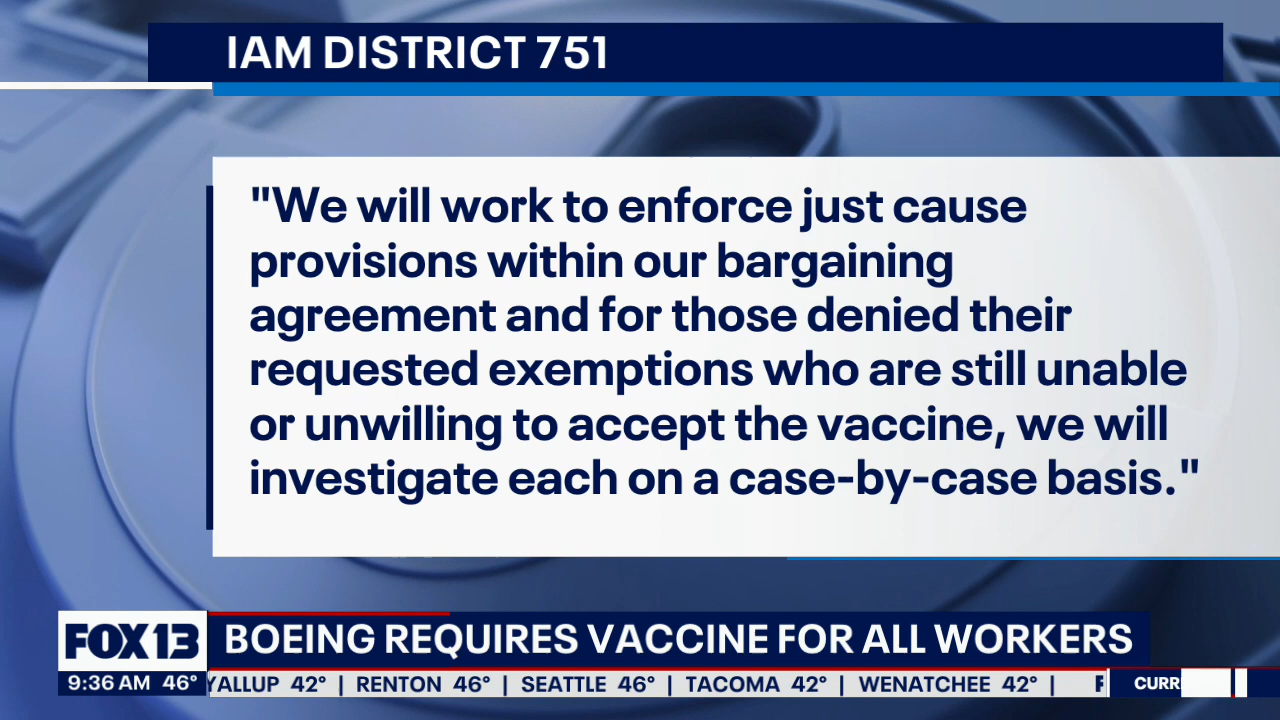 IAM DISTRICT 751
"We will work to enforce just cause
provisions within our bargaining
agreement and for those denied their
requested exemptions who are still unable
or unwilling to accept the vaccine, we will
investigate each on a case-by-case basis."
FOX 13
BOEING REQUIRES VACCINE FOR ALL WORKERS
9:36 AM 46° YALLUP 42° | RENTON 46° | SEATTLE 46° | TACOMA 42° | WENATCHEE 42° |